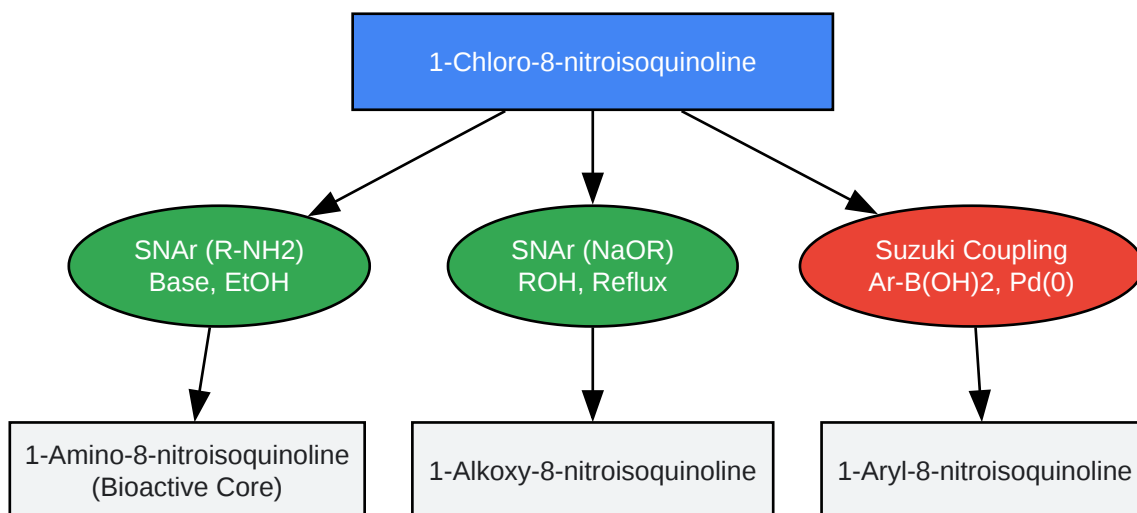 1-Chloro-8-nitroisoquinoline
SNAr (R-NH2)
Base, EtOH
SNAr (NaOR)
ROH, Reflux
Suzuki Coupling
Ar-B(OH)2, Pd(0)
1-Amino-8-nitroisoquinoline
(Bioactive Core)
1-Alkoxy-8-nitroisoquinoline
1-Aryl-8-nitroisoquinoline